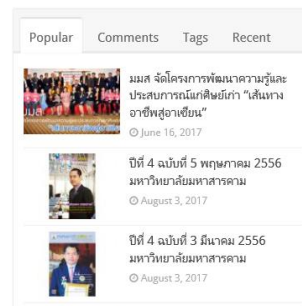 Popular Comments Tags Recent
มมส จัดโครงการพัฒนาความรู้และ
ประสบการณ์แก่ศิษย์เก่า “เส้นทาง
อาชีพสู่อาเซียน”
June 16, 2017
ปีที่ 4 ฉบับที่ 5 พฤษภาคม 2556
มหาวิทยาลัยมหาสารคาม
August 3, 2017
ปีที่ 4 ฉบับที่ 3 มีนาคม 2556
มหาวิทยาลัยมหาสารคาม
August 3, 2017